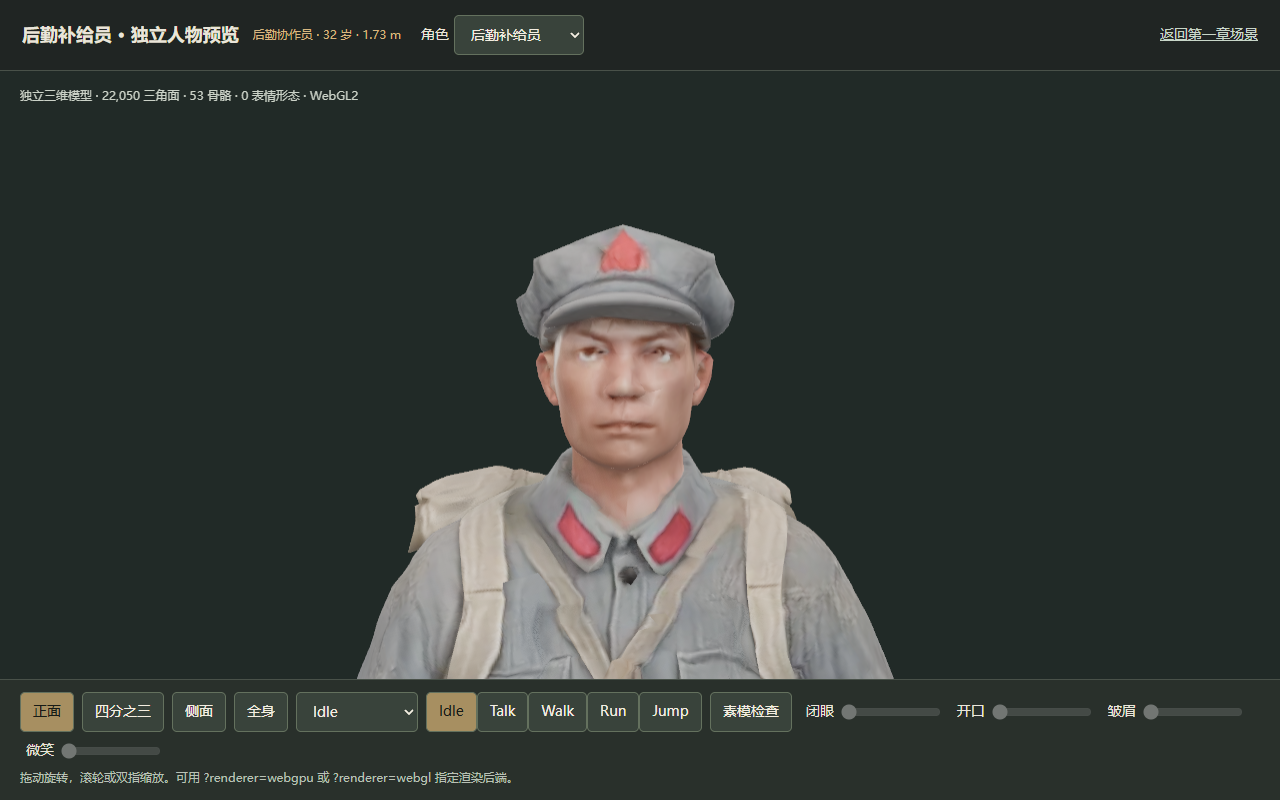 后勤补给员 • 独立人物预览 后勤协作员 · 32 岁 · 1.73 m 角色 后勤补给员 返回第一章场景
独立三维模型 · 22,050 三角面 · 53 骨骼 · 0 表情形态 · WebGL2
正面 四分之三 侧面 全身 Idle Idle Talk Walk Run Jump 素模检查 闭眼 开口 皱眉
微笑
拖动旋转，滚轮或双指缩放。可用 ?renderer=webgpu 或 ?renderer=webgl 指定渲染后端。